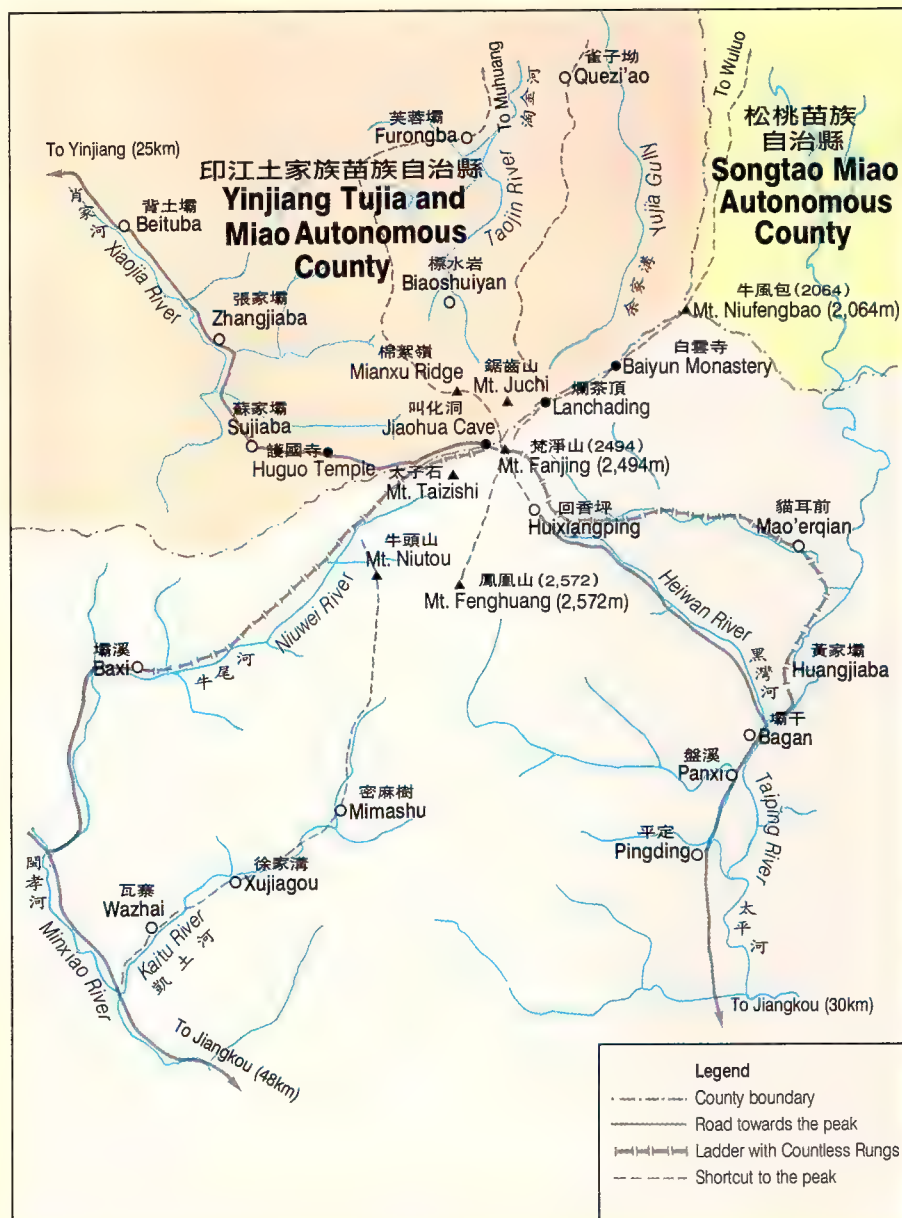 雀子坳
Quezi'ao
To Wuluo
To Muhuang
淘金河
芙蓉壩
Furongba
松桃苗族
自治縣
Songtao Miao
Autonomous
County
To Yinjiang (25km)
印江土家族苗族自治縣
Yinjiang Tujia and
Miao Autonomous
County
肖家河
Xiaojia River
背土壩
Beituba
Taojin River
Yujia Gully
余家溝
標水岩
Biaoshuiyan
牛風包(2064)
Mt. Niufengbao (2,064m)
張家壩
Zhangjiaba
棉絮嶺
Mianxu Ridge
鋸齒山
Mt. Juchi
白雲寺
Baiyun Monastery
爛茶頂
Lanchading
蘇家壩
Sujiaba
叫化洞
Jiaohua Cave
護國寺
Huguo Temple
梵淨山(2494)
Mt. Fanjing (2,494m)
太子石
Mt. Taizishi
回香坪
Huixiangping
貓耳前
Mao'erqian
牛頭山
Mt. Niutou
鳳凰山(2,572)
Mt. Fenghuang (2,572m)
Heiwan River
黑灣河
Niuwei River
牛尾河
壩溪
Baxi
黃家壩
Huangjiaba
壩干
Bagan
盤溪
Panxi
Taiping River
太平河
密麻樹
Mimashu
平定
Pingding
徐家溝
Xujiagou
瓦寨
Wazhai
Kaitu River
凱土河
閔孝河
Minxiao River
To Jiangkou (48km)
To Jiangkou (30km)
Legend
County boundary
Road towards the peak
Ladder with Countless Rungs
Shortcut to the peak